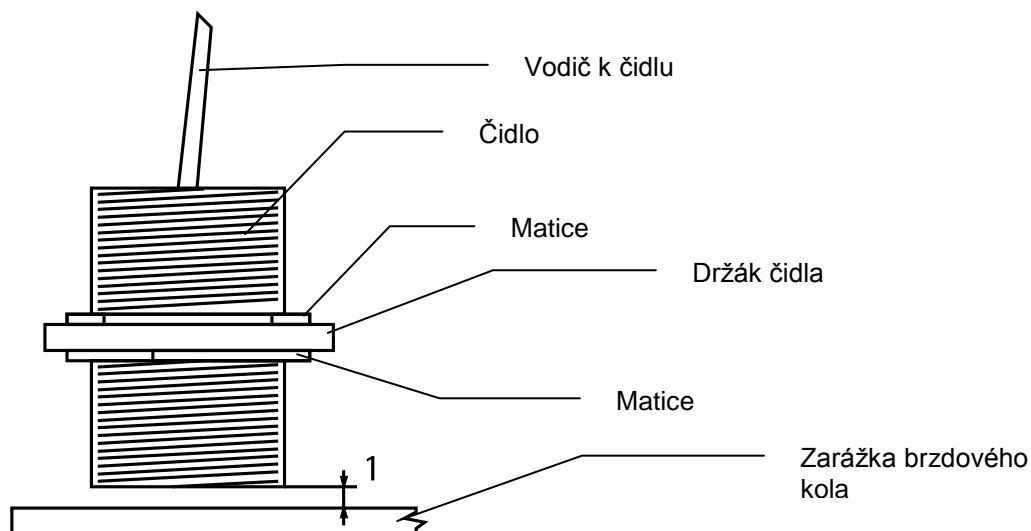 Vodič k čidlu
Čidlo
Matice
Držák čidla
Matice
1
Zarážka brzdového
kola